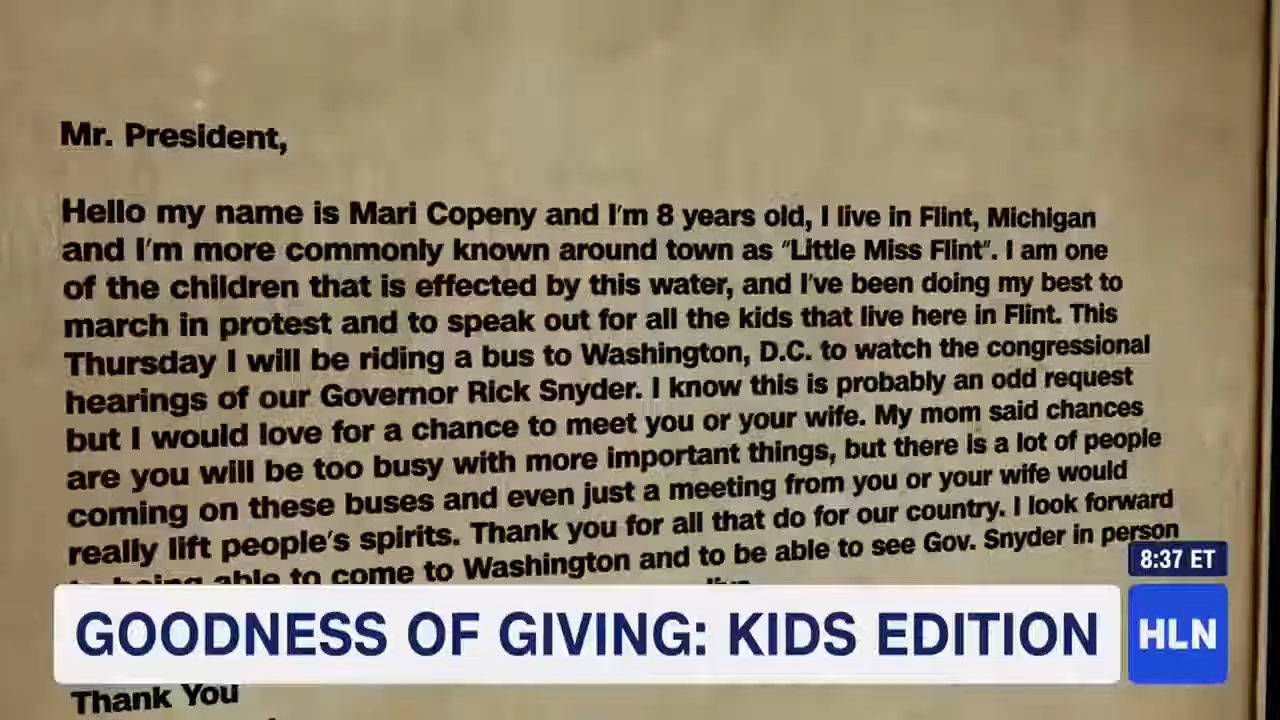 Mr. President,
Hello my name is Mari Copeny and I'm 8 years old, I live in Flint, Michigan
and I'm more commonly known around town as "Little Miss Flint". I am one
of the children that is effected by this water, and I've been doing my best to
march in protest and to speak out for all the kids that live here in Flint. This
Thursday I will be riding a bus to Washington, D.C. to watch the congressional
hearings of our Governor Rick Snyder. I know this is probably an odd request
but I would love for a chance to meet you or your wife. My mom said chances
are you will be too busy with more important things, but there is a lot of people
coming on these buses and even just a meeting from you or your wife would
really lift people's spirits. Thank you for all that do for our country. I look forward
to being able to come to Washington and to be able to see Gov. Snyder in person
8:37 ET
GOODNESS OF GIVING: KIDS EDITION
HLN
Thank You